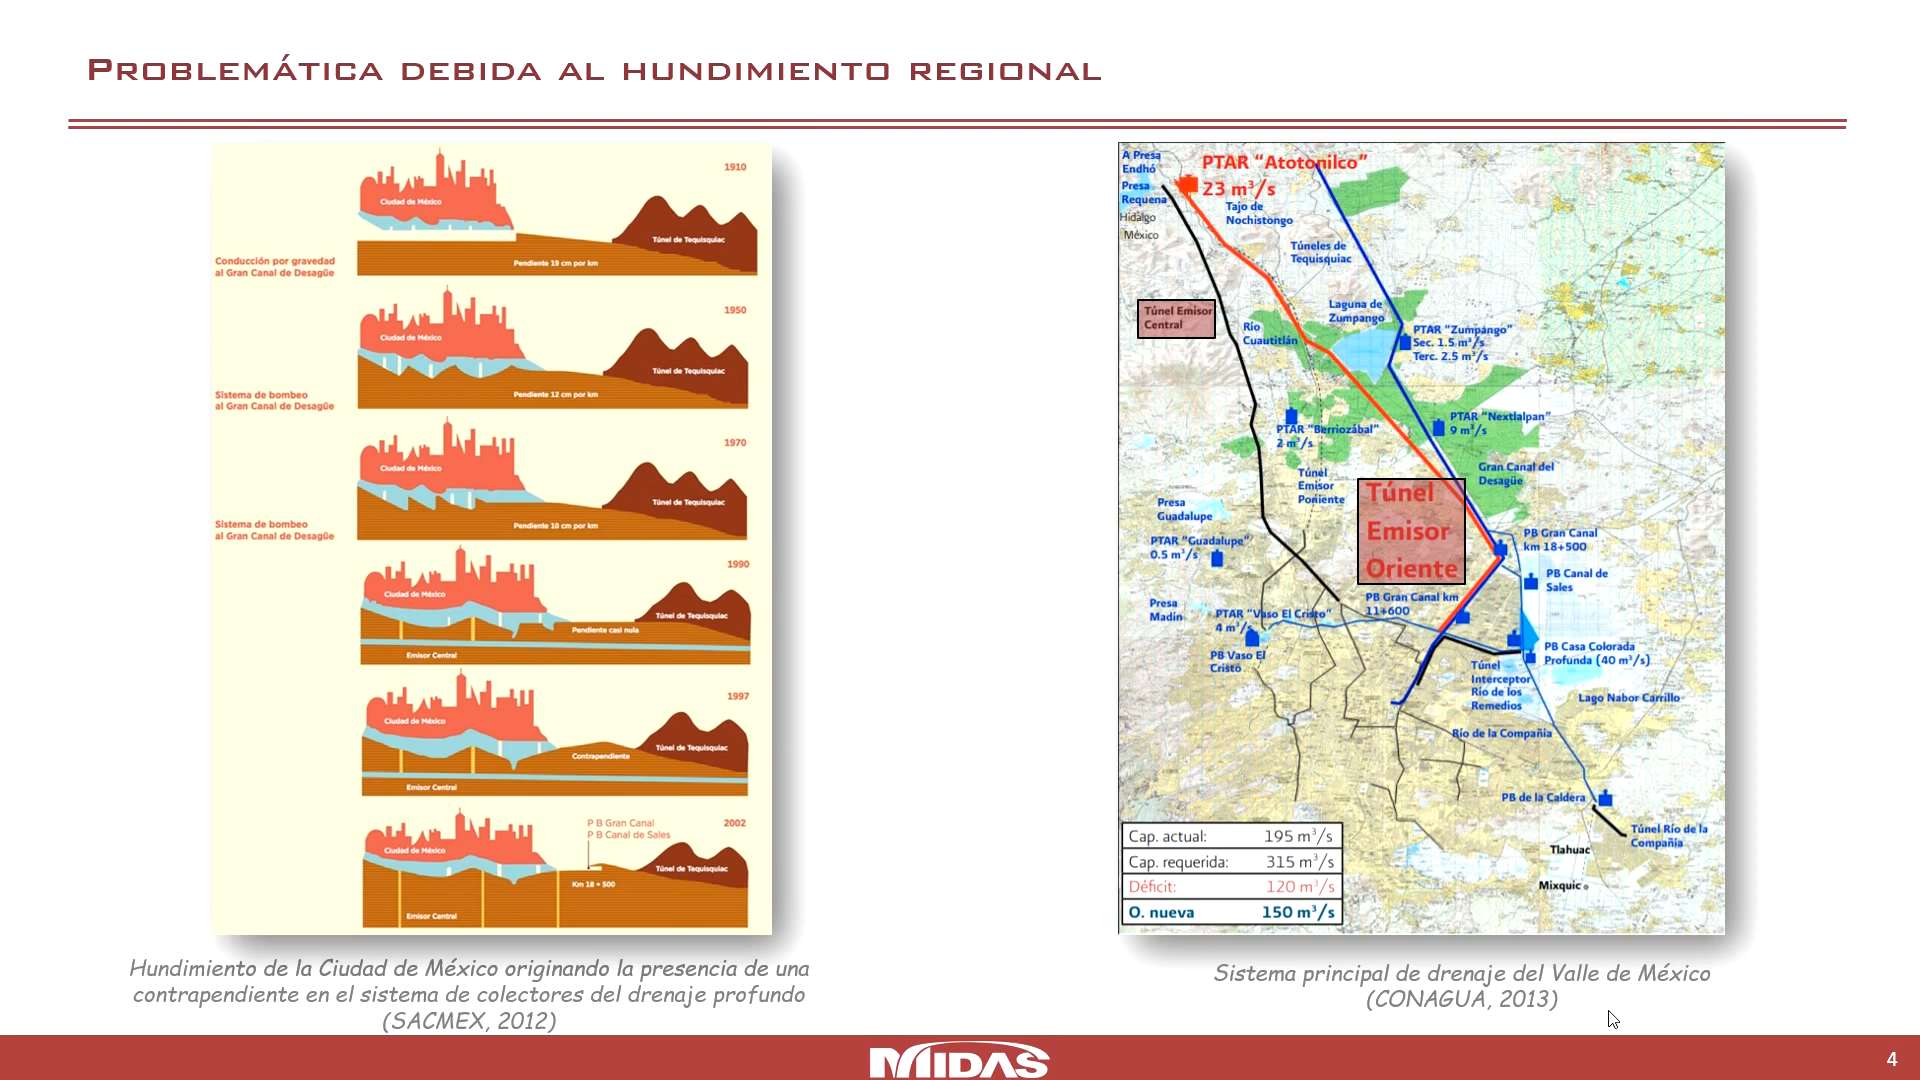 PROBLEMÁTICA DEBIDA AL HUNDIMIENTO REGIONAL
1910
Ciudad de México
Túnel de Tequisquiac
Conducción por gravedad
al Gran Canal de Desagüe
Pendiente 19 cm por km
1950
Ciudad de México
Túnel de Tequisquiac
Sistema de bombeo
al Gran Canal de Desagüe
Pendiente 12 cm por km
1970
Ciudad de México
Túnel de Tequisquiac
Sistema de bombeo
al Gran Canal de Desagüe
Pendiente 10 cm por km
1990
Ciudad de México
Túnel de Tequisquiac
Pendiente casi nula
Emisor Central
1997
Ciudad de México
Túnel de Tequisquiac
Contrapendiente
Emisor Central
P B Gran Canal
P B Canal de Sales
2002
Ciudad de México
Túnel de Tequisquiac
Km 18 + 500
Emisor Central
Hundimiento de la Ciudad de México originando la presencia de una
contrapendiente en el sistema de colectores del drenaje profundo
(SACMEX, 2012)
A Presa
Endhó
Presa
Requena
Hidalgo
México
PTAR “Atotonilco”
23 m³/s
Tajo de
Nochistongo
Túneles de
Tequisquiac
Túnel Emisor
Central
Laguna de
Zumpango
Río
Cuautitlán
PTAR “Zumpango”
Sec. 1.5 m³/s
Terc. 2.5 m³/s
PTAR “Berriozábal”
2 m³/s
PTAR “Nextlalpan”
9 m³/s
Túnel
Emisor
Poniente
Gran Canal del
Desagüe
Túnel
Emisor
Oriente
Presa
Guadalupe
PTAR “Guadalupe”
0.5 m³/s
PB Gran Canal
km 18+500
PB Canal de
Sales
PB Gran Canal km
11+600
Presa
Madín
PTAR “Vaso El Cristo”
4 m³/s
PB Vaso El
Cristo
PB Casa Colorada
Profunda (40 m³/s)
Túnel
Interceptor
Río de los
Remedios
Lago Nabor Carrillo
Río de la Compañía
PB de la Caldera
Túnel Río de la
Compañía
Tlahuac
Mixquic
Cap. actual: 195 m³/s
Cap. requerida: 315 m³/s
Déficit: 120 m³/s
O. nueva 150 m³/s
Sistema principal de drenaje del Valle de México
(CONAGUA, 2013)
MIDAS
4